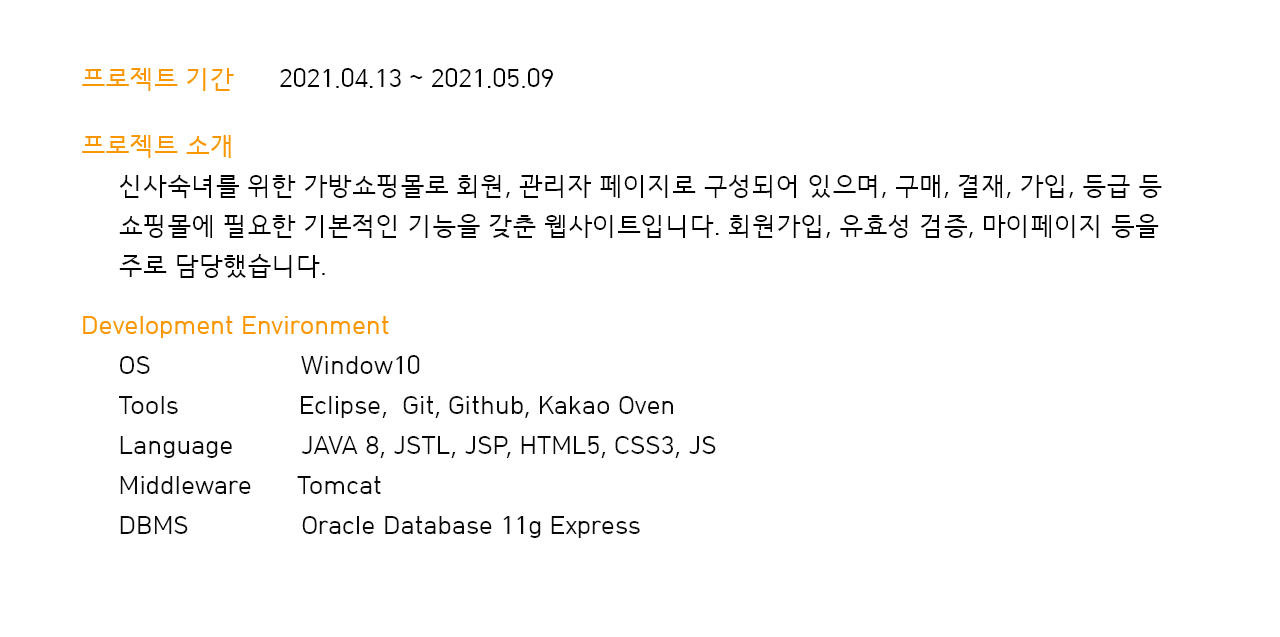 프로젝트 기간 2021.04.13 ~ 2021.05.09
프로젝트 소개
신사숙녀를 위한 가방쇼핑몰로 회원, 관리자 페이지로 구성되어 있으며, 구매, 결재, 가입, 등급 등
쇼핑몰에 필요한 기본적인 기능을 갖춘 웹사이트입니다. 회원가입, 유효성 검증, 마이페이지 등을
주로 담당했습니다.
Development Environment
OS Window10
Tools Eclipse, Git, Github, Kakao Oven
Language JAVA 8, JSTL, JSP, HTML5, CSS3, JS
Middleware Tomcat
DBMS Oracle Database 11g Express